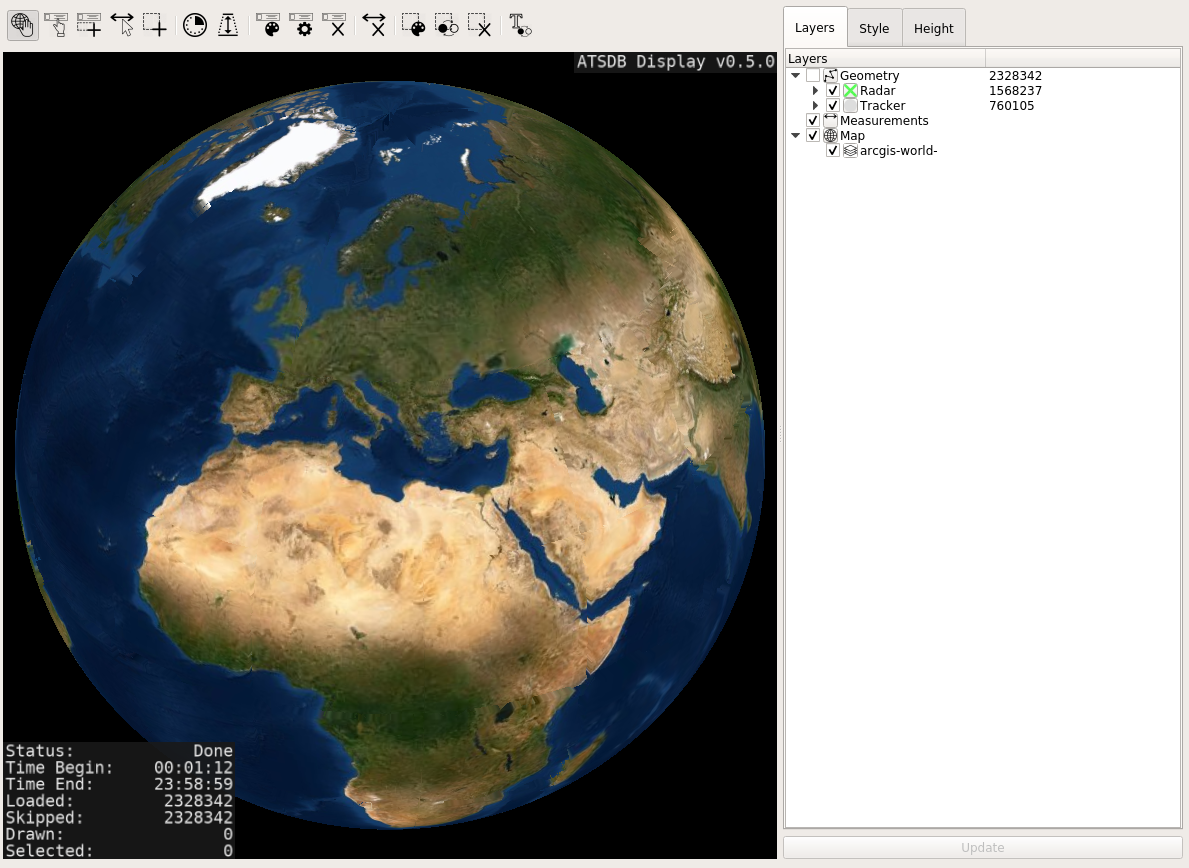 Layers Style Height
ATSDB Display v0.5.0
Layers
Geometry 2328342
Radar 1568237
Tracker 760105
Measurements
Map
arcgis-world-
Status: Done
Time Begin: 00:01:12
Time End: 23:58:59
Loaded: 2328342
Skipped: 2328342
Drawn: 0
Selected: 0
Update